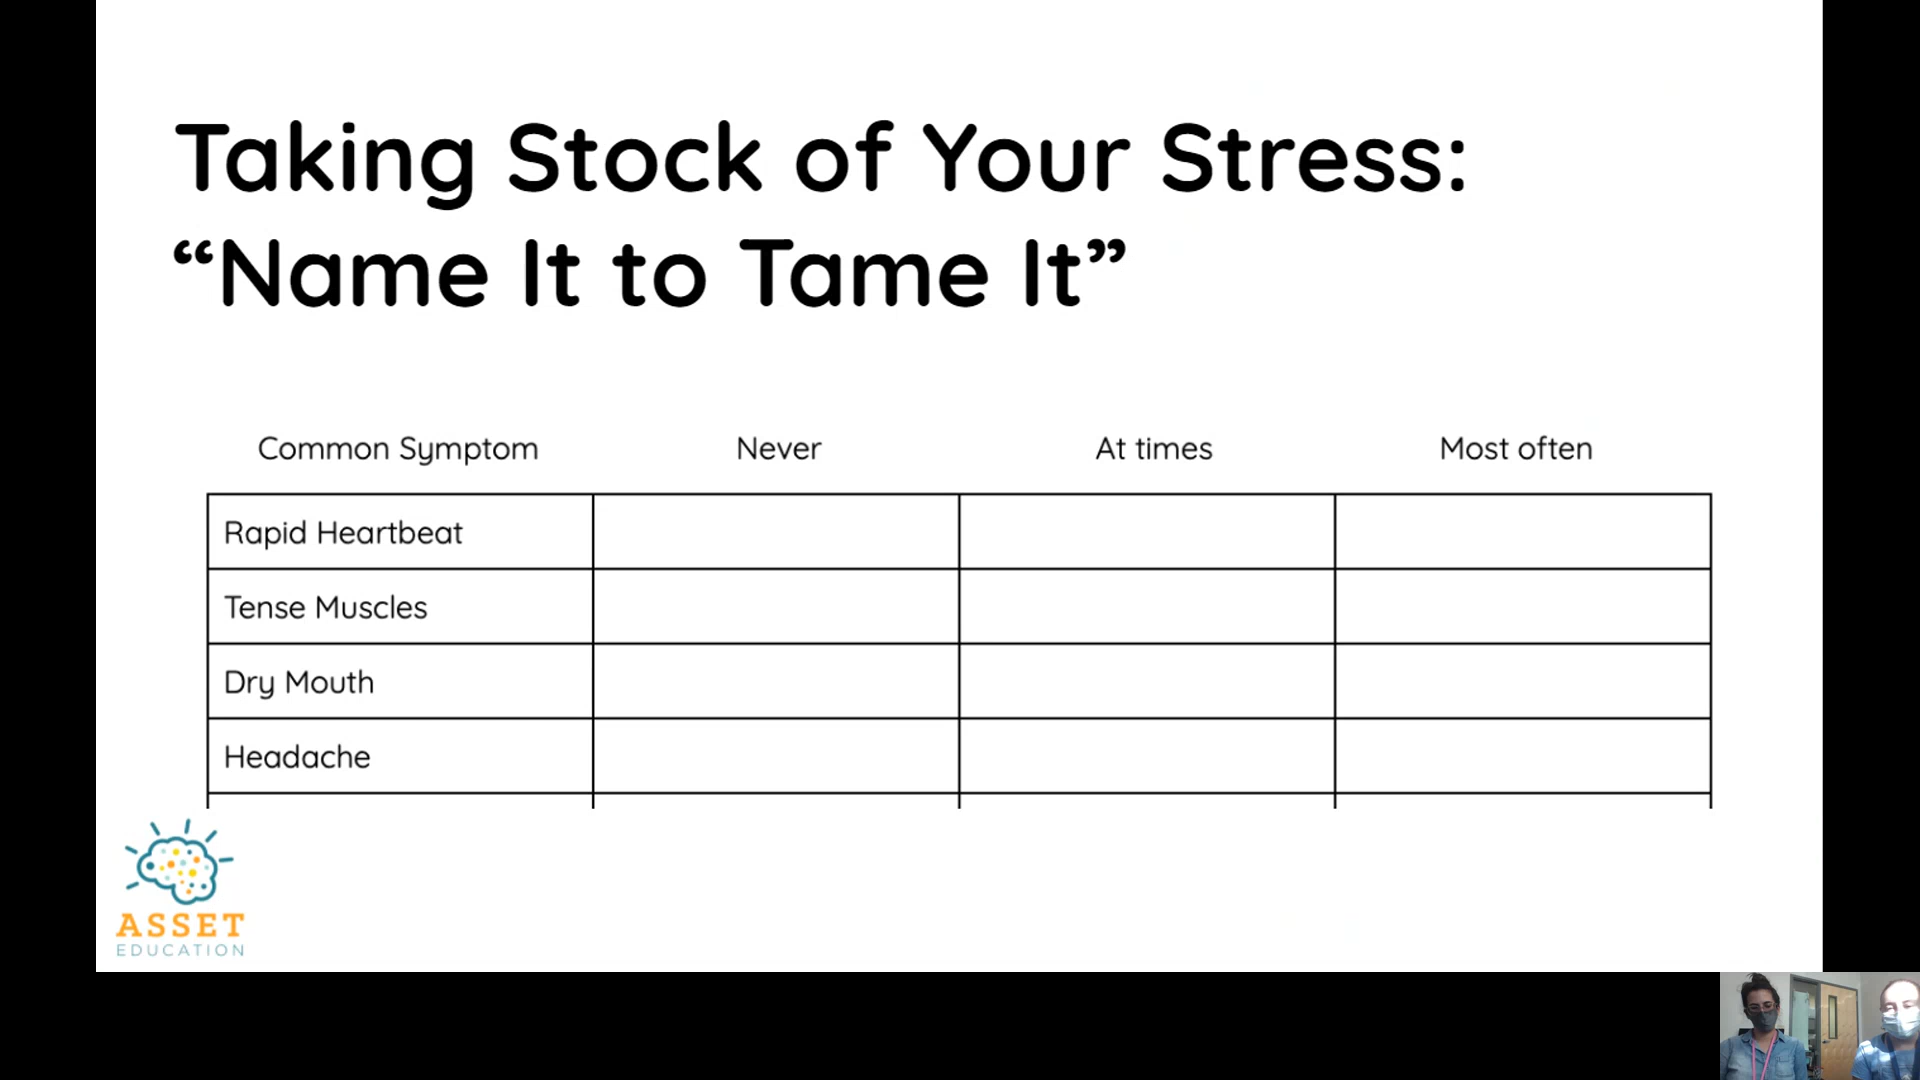 Taking Stock of Your Stress:
“Name It to Tame It”
Common Symptom Never At times Most often
Rapid Heartbeat
Tense Muscles
Dry Mouth
Headache
ASSET
EDUCATION